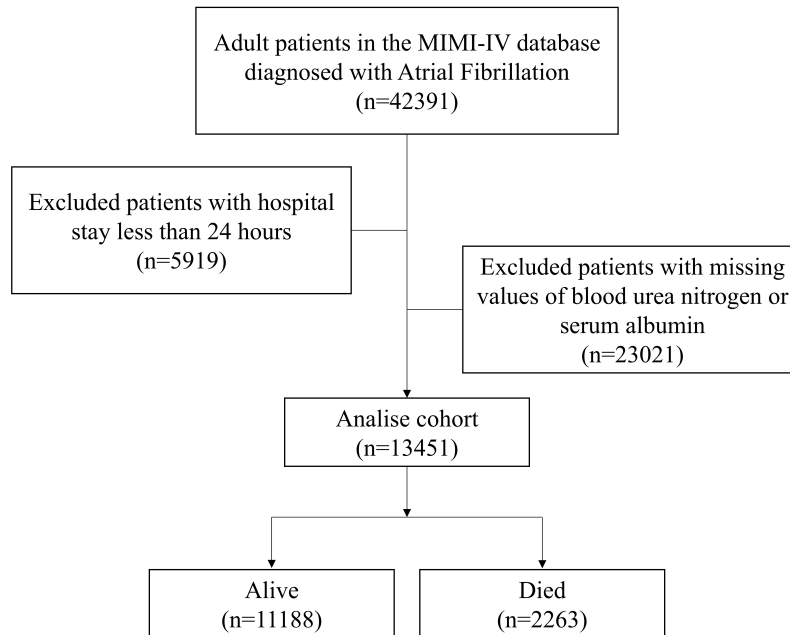 Adult patients in the MIMI-IV database
diagnosed with Atrial Fibrillation
(n=42391)
Excluded patients with hospital
stay less than 24 hours
(n=5919)
Excluded patients with missing
values of blood urea nitrogen or
serum albumin
(n=23021)
Analise cohort
(n=13451)
Alive
(n=11188)
Died
(n=2263)